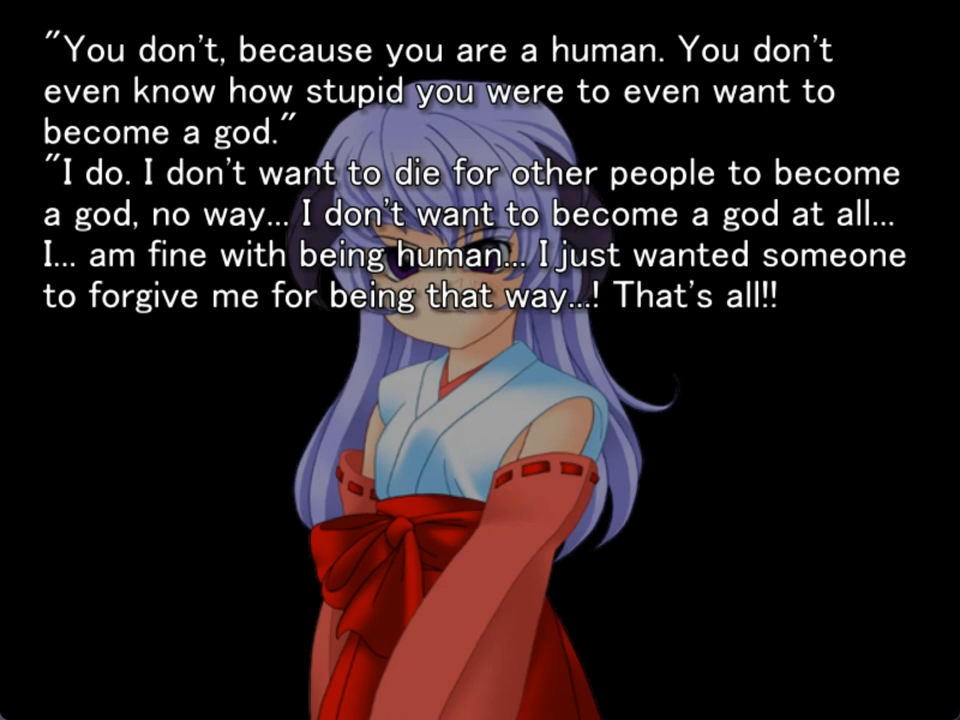 "You don't, because you are a human. You don't
even know how stupid you were to even want to
become a god."
"I do. I don't want to die for other people to become
a god, no way... I don't want to become a god at all...
I... am fine with being human... I just wanted someone
to forgive me for being that way...! That's all!!